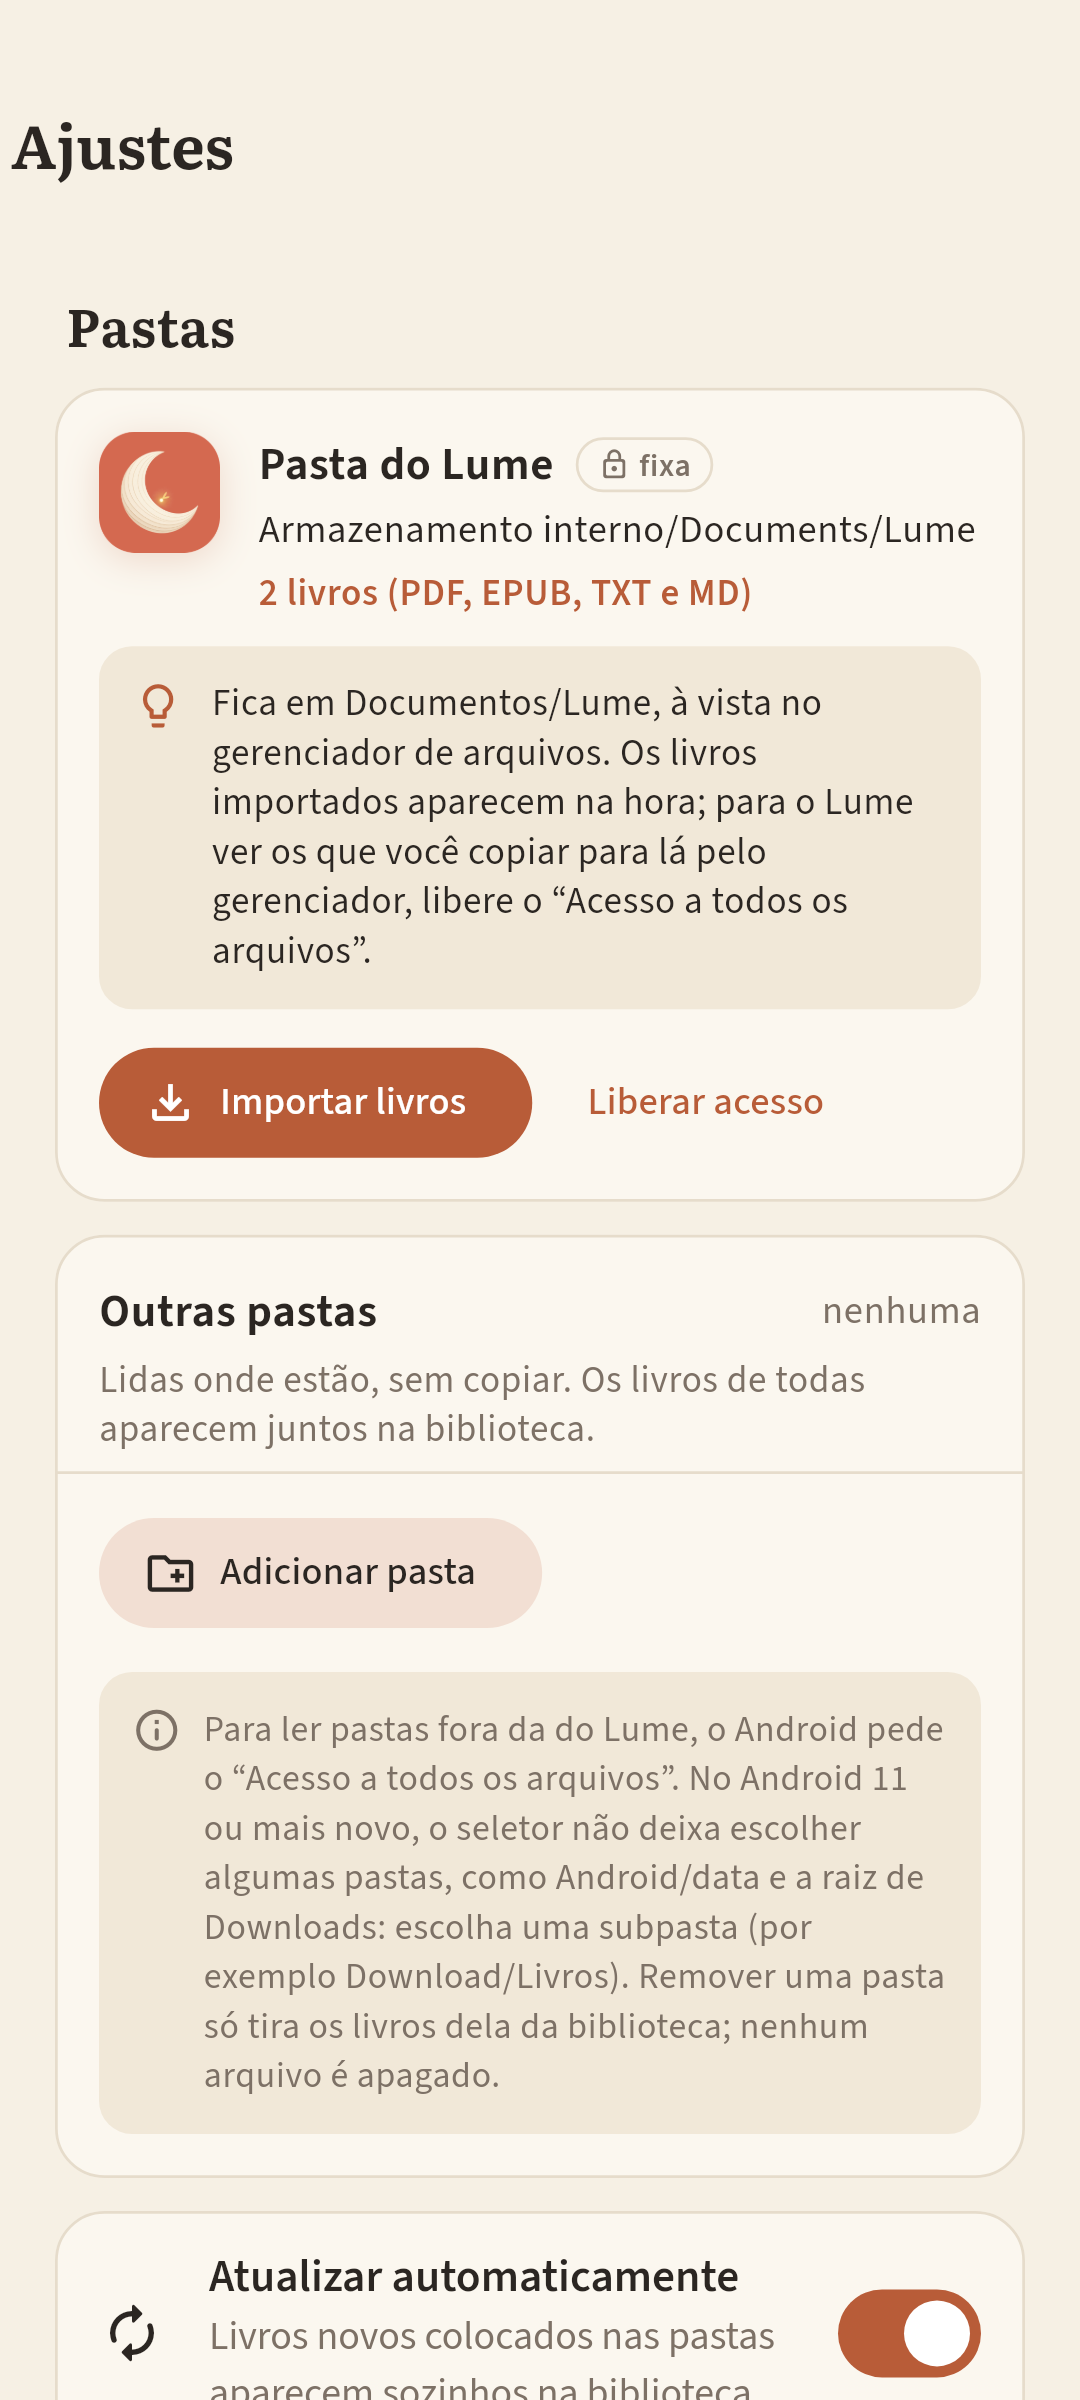 Ajustes
Pastas
Pasta do Lume
fixa
Armazenamento interno/Documents/Lume
2 livros (PDF, EPUB, TXT e MD)
Fica em Documentos/Lume, à vista no
gerenciador de arquivos. Os livros
importados aparecem na hora; para o Lume
ver os que você copiar para lá pelo
gerenciador, libere o “Acesso a todos os
arquivos”.
Importar livros
Liberar acesso
Outras pastas
nenhuma
Lidas onde estão, sem copiar. Os livros de todas
aparecem juntos na biblioteca.
Adicionar pasta
Para ler pastas fora da do Lume, o Android pede
o “Acesso a todos os arquivos”. No Android 11
ou mais novo, o seletor não deixa escolher
algumas pastas, como Android/data e a raiz de
Downloads: escolha uma subpasta (por
exemplo Download/Livros). Remover uma pasta
só tira os livros dela da biblioteca; nenhum
arquivo é apagado.
Atualizar automaticamente
Livros novos colocados nas pastas
aparecem sozinhos na biblioteca